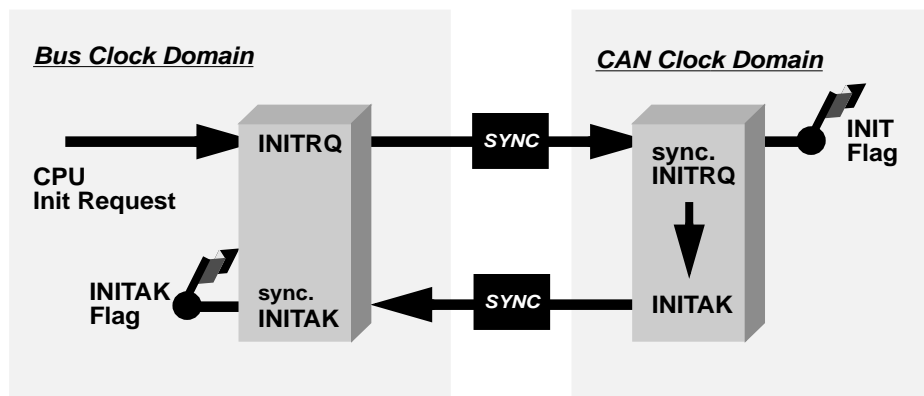 Bus Clock Domain
CAN Clock Domain
CPU
Init Request
INITRQ
SYNC
sync.
INITRQ
INIT
Flag
INITAK
Flag
sync.
INITAK
SYNC
INITAK